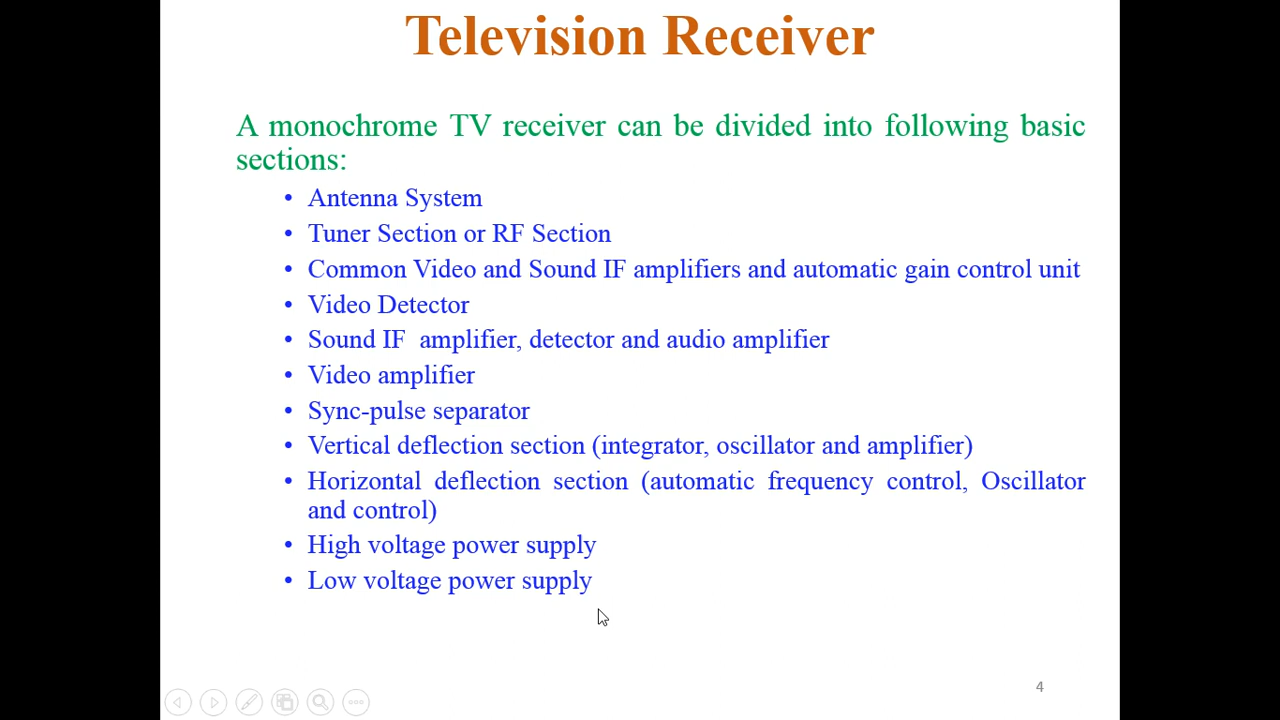 Television Receiver
A monochrome TV receiver can be divided into following basic
sections:
• Antenna System
• Tuner Section or RF Section
• Common Video and Sound IF amplifiers and automatic gain control unit
• Video Detector
• Sound IF  amplifier, detector and audio amplifier
• Video amplifier
• Sync-pulse separator
• Vertical deflection section (integrator, oscillator and amplifier)
• Horizontal deflection section (automatic frequency control, Oscillator
and control)
• High voltage power supply
• Low voltage power supply
4